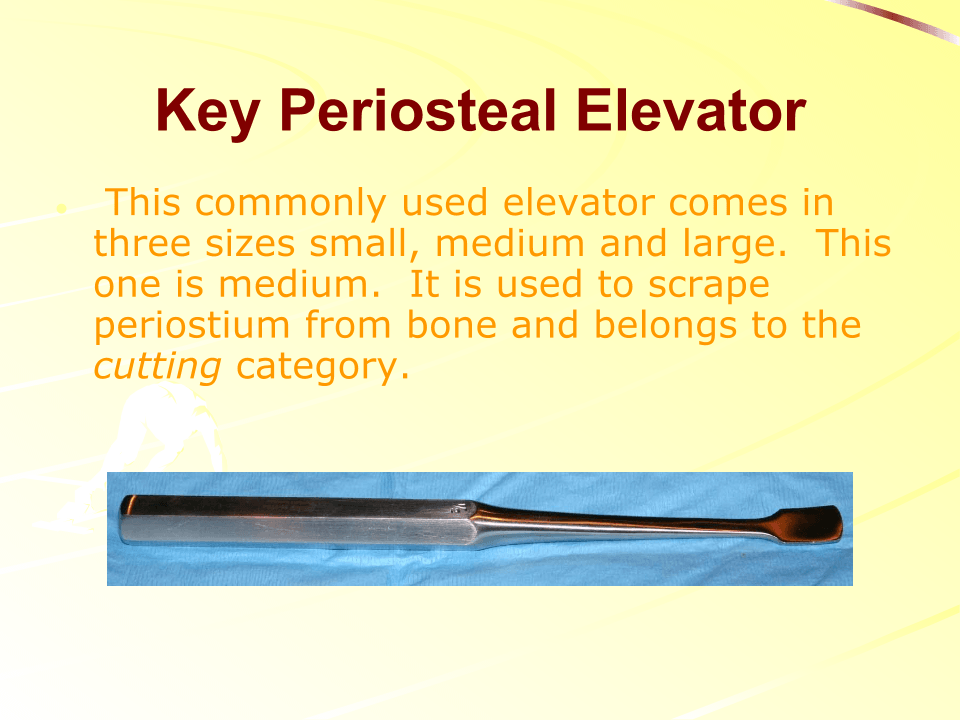 Key Periosteal Elevator
• This commonly used elevator comes in
three sizes small, medium and large.  This
one is medium.  It is used to scrape
periostium from bone and belongs to the
cutting category.